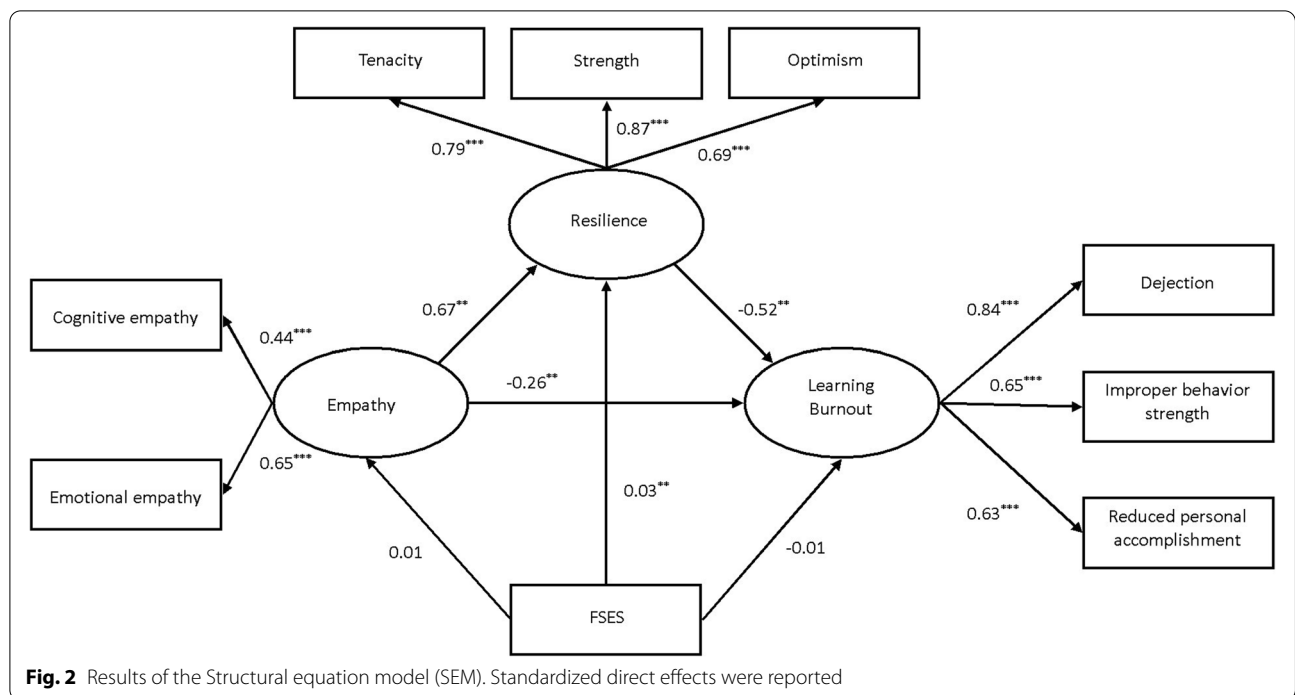 Tenacity
Strength
Optimism
0.79***
0.87***
0.69***
Resilience
Cognitive empathy
0.44***
0.67**
-0.52**
0.84***
Dejection
Empathy
-0.26**
Learning
Burnout
0.65***
Improper behavior
strength
Emotional empathy
0.65***
0.03**
0.63***
Reduced personal
accomplishment
0.01
-0.01
FSES
Fig. 2 Results of the Structural equation model (SEM). Standardized direct effects were reported